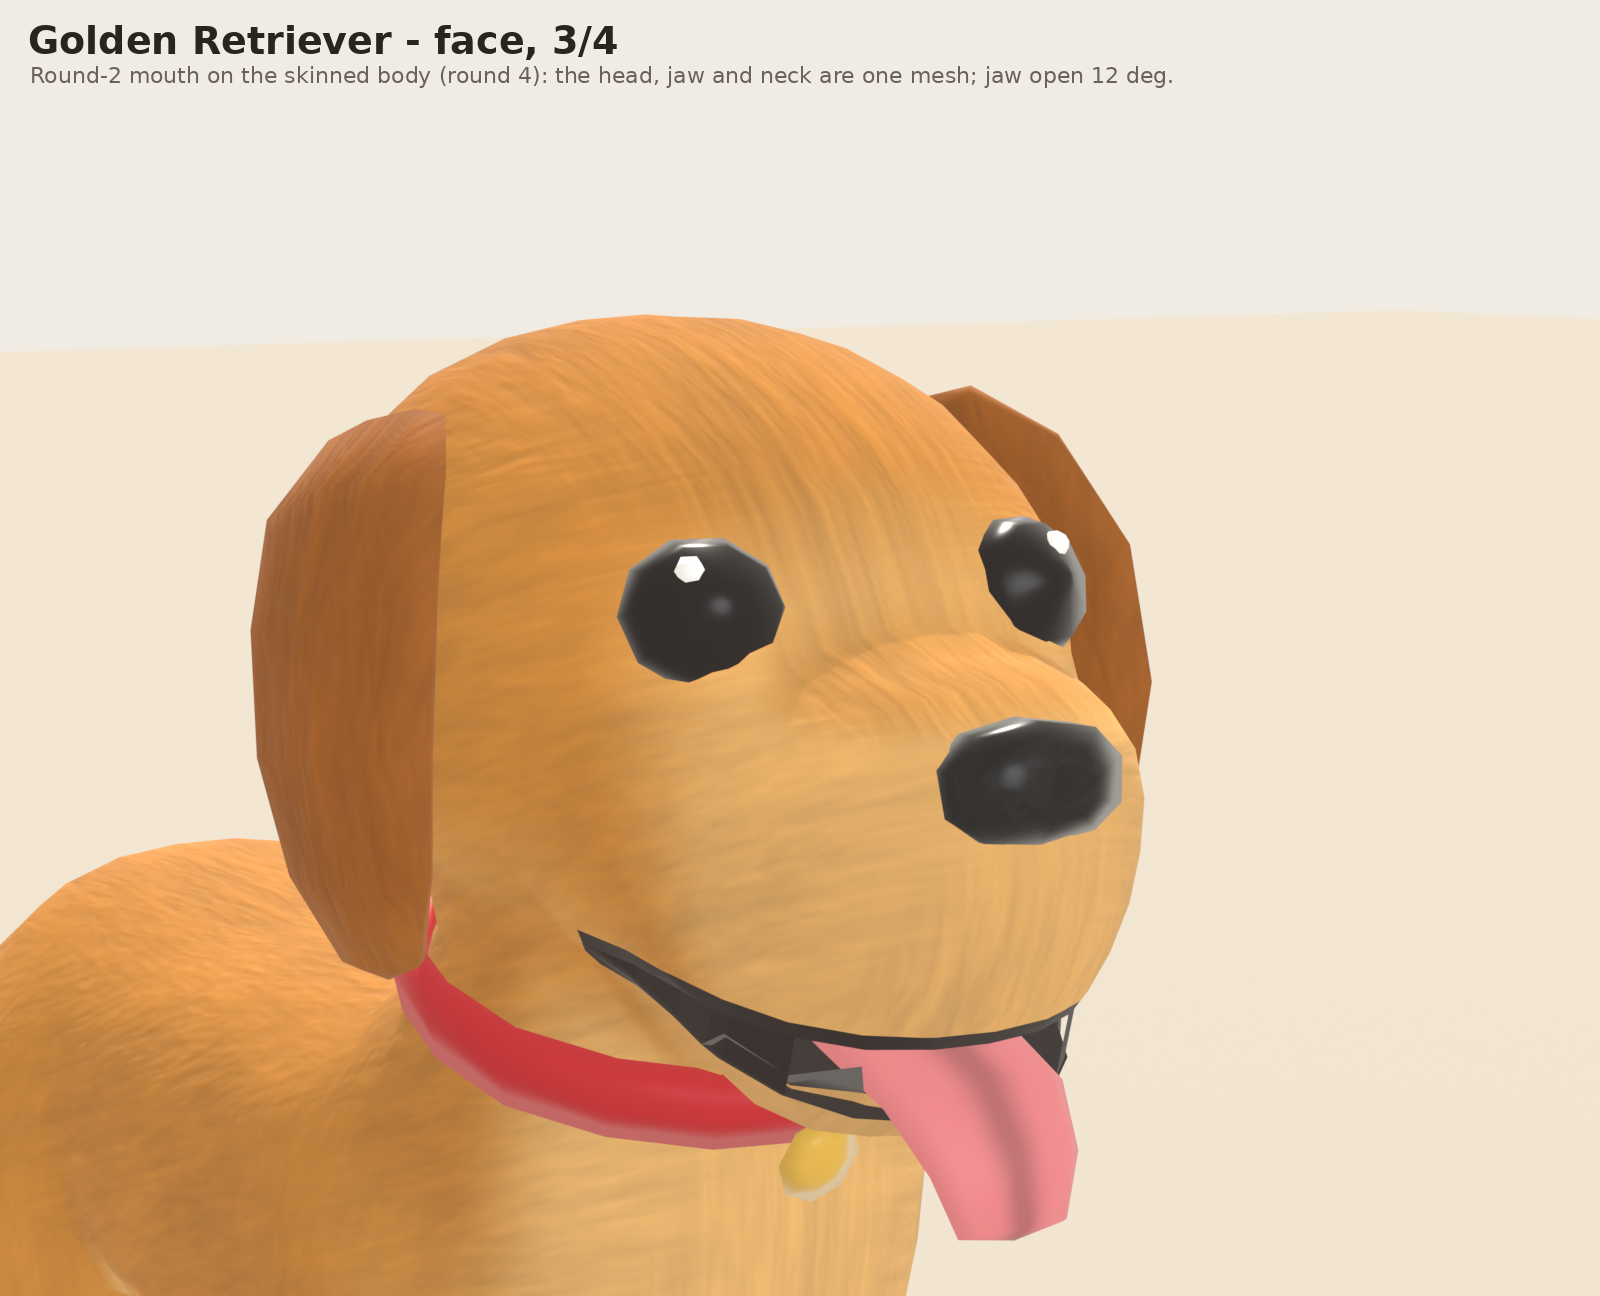 Golden Retriever - face, 3/4
Round-2 mouth on the skinned body (round 4): the head, jaw and neck are one mesh; jaw open 12 deg.